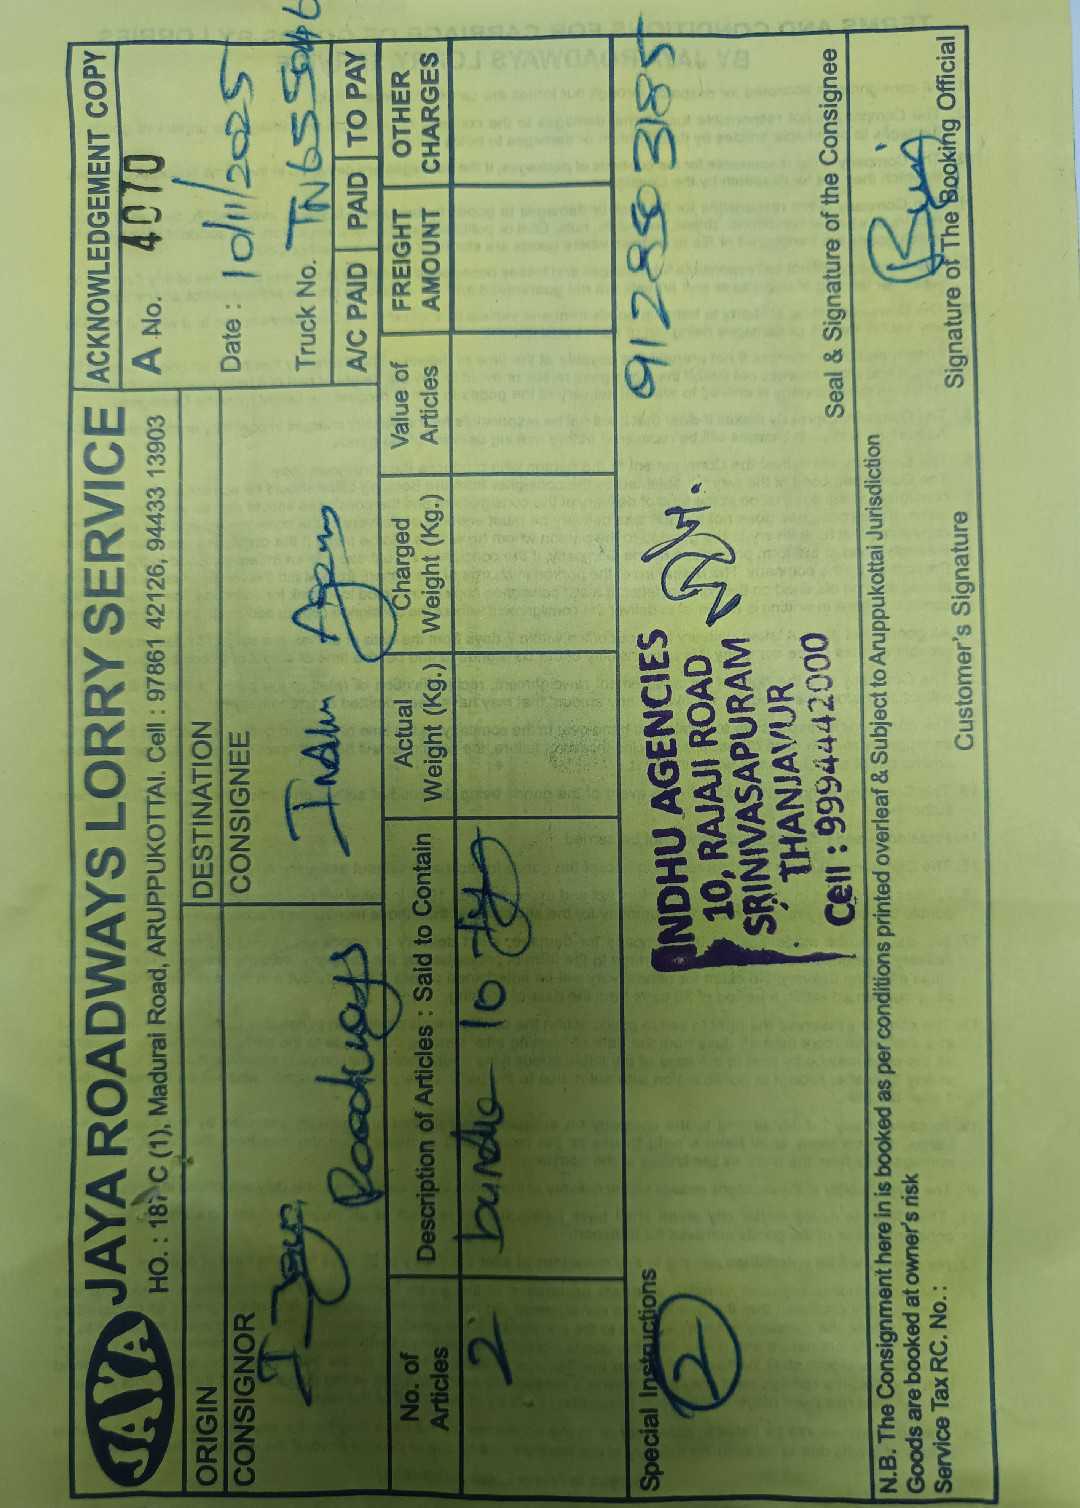 JAYA JAYA ROADWAYS LORRY SERVICE
HO. : 187 C (1), Madurai Road, ARUPPUKOTTAI. Cell : 97861 42126, 94433 13903
ACKNOWLEDGEMENT COPY
A No. 4070
Date : 10/11/2025
Truck No. TN65
A/C PAID PAID TO PAY
ORIGIN
DESTINATION
CONSIGNOR
Roadways
CONSIGNEE
Indhu
No. of Articles
Description of Articles : Said to Contain
Actual Weight (Kg.)
Charged Weight (Kg.)
Value of Articles
FREIGHT AMOUNT
OTHER CHARGES
2 bundle 10
Special Instructions
2
INDHU AGENCIES
10, RAJAJI ROAD
SRINIVASAPURAM
THANJAVUR
Cell : 9994442000
9128503185
Seal & Signature of the Consignee
N.B. The Consignment here in is booked as per conditions printed overleaf & Subject to Aruppukottai Jurisdiction
Goods are booked at owner's risk
Service Tax RC. No. :
Customer's Signature
Signature of The Booking Official